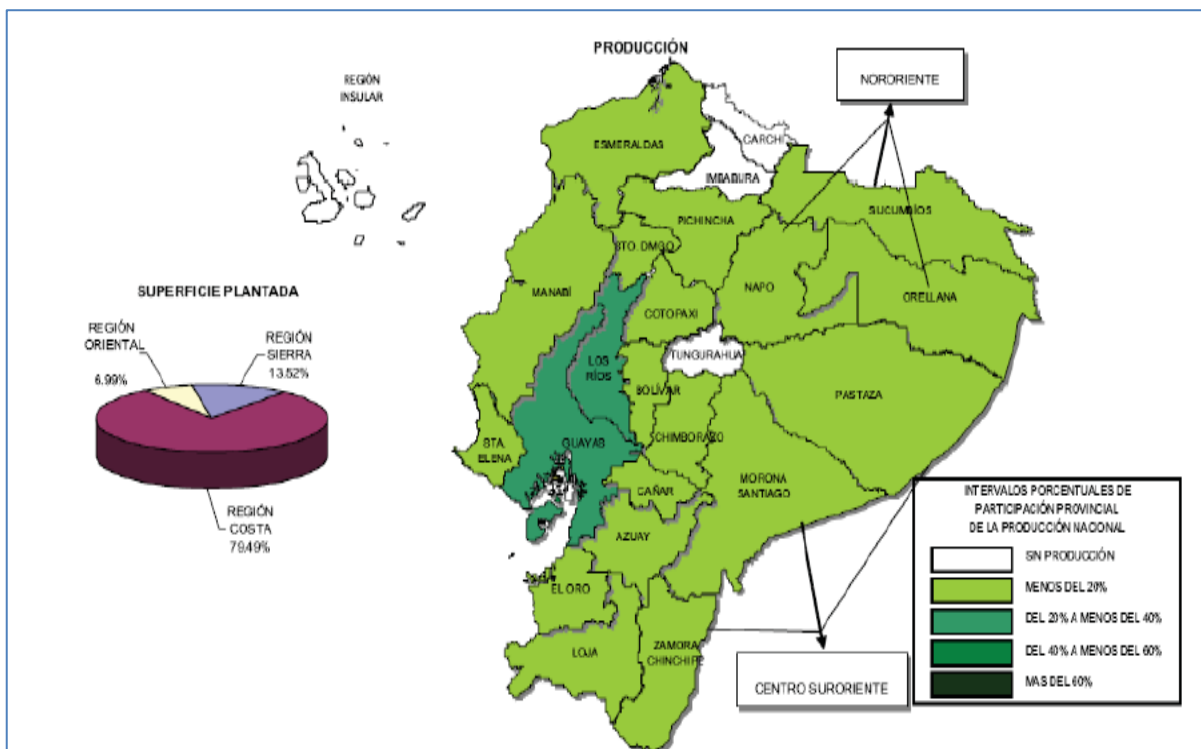 PRODUCCIÓN
REGIÓN
INSULAR
NORORIENTE
CARCHI
ESMERALDAS
IMBABURA
SUCUMBÍOS
PICHINCHA
STO. DMGO
NAPO
ORELLANA
MANABÍ
COTOPAXI
TUNGURAHUA
LOS
RÍOS
BOLÍVAR
PASTAZA
CHIMBORAZO
GUAYAS
STA.
ELENA
MORONA
SANTIAGO
CAÑAR
AZUAY
EL ORO
LOJA
ZAMORA
CHINCHIPE
CENTRO SURORIENTE
SUPERFICIE PLANTADA
REGIÓN
ORIENTAL
6.99%
REGIÓN
SIERRA
13.52%
REGIÓN
COSTA
79.49%
INTERVALOS PORCENTUALES DE
PARTICIPACIÓN PROVINCIAL
DE LA PRODUCCIÓN NACIONAL
SIN PRODUCCIÓN
MENOS DEL 20%
DEL 20% A MENOS DEL 40%
DEL 40% A MENOS DEL 60%
MAS DEL 60%